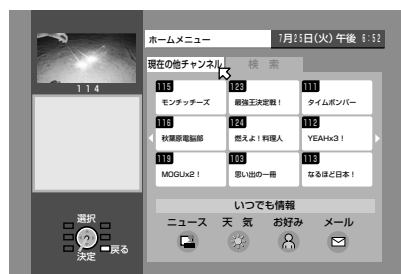 ホームメニュー
7月25日(火) 午後 6:52
114
現在の他チャンネル
検 索
115
モンチッチーズ
123
最強王決定戦!
111
タイムボンバー
116
秋葉原電脳部
124
燃えよ!料理人
112
YEAHx3!
119
MOGUx2!
103
思い出の一冊
113
なるほど日本!
いつでも情報
ニュース
天 気
お好み
メール
選択
戻る
決定